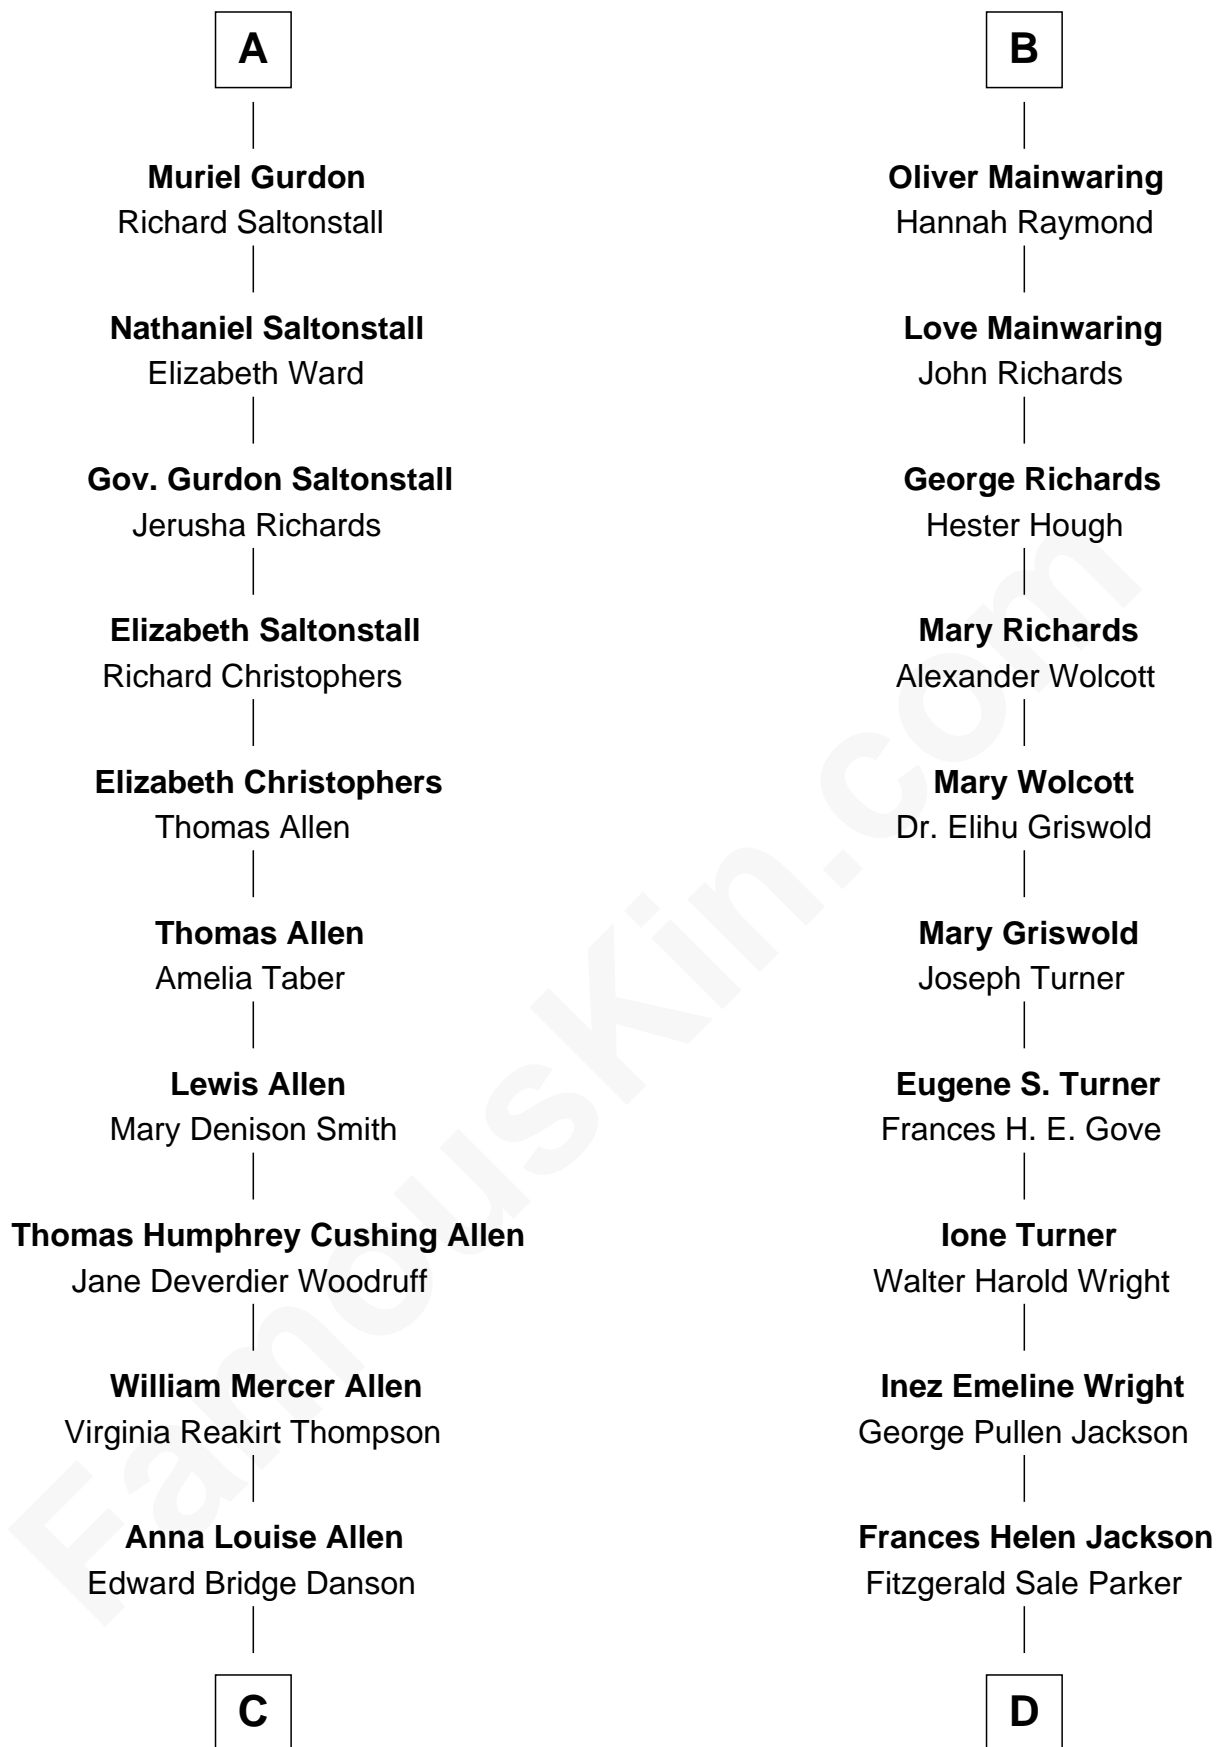 A
Muriel Gurdon
Richard Saltonstall
Nathaniel Saltonstall
Elizabeth Ward
Gov. Gurdon Saltonstall
Jerusha Richards
Elizabeth Saltonstall
Richard Christophers
Elizabeth Christophers
Thomas Allen
Thomas Allen
Amelia Taber
Lewis Allen
Mary Denison Smith
Thomas Humphrey Cushing Allen
Jane Deverdier Woodruff
William Mercer Allen
Virginia Reakirt Thompson
Anna Louise Allen
Edward Bridge Danson
C
B
Oliver Mainwaring
Hannah Raymond
Love Mainwaring
John Richards
George Richards
Hester Hough
Mary Richards
Alexander Wolcott
Mary Wolcott
Dr. Elihu Griswold
Mary Griswold
Joseph Turner
Eugene S. Turner
Frances H. E. Gove
Ione Turner
Walter Harold Wright
Inez Emeline Wright
George Pullen Jackson
Frances Helen Jackson
Fitzgerald Sale Parker
D
FamousKin.com